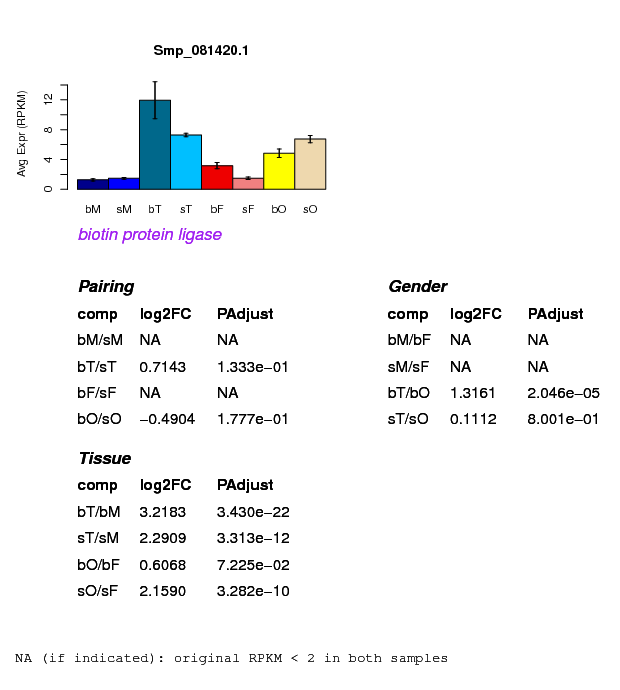 Smp_081420.1
Avg Expr (RPKM)
0 4 8 12
bM sM bT sT bF sF bO sO
biotin protein ligase
Pairing
comp log2FC PAdjust
bM/sM NA NA
bT/sT 0.7143 1.333e−01
bF/sF NA NA
bO/sO −0.4904 1.777e−01
Gender
comp log2FC PAdjust
bM/bF NA NA
sM/sF NA NA
bT/bO 1.3161 2.046e−05
sT/sO 0.1112 8.001e−01
Tissue
comp log2FC PAdjust
bT/bM 3.2183 3.430e−22
sT/sM 2.2909 3.313e−12
bO/bF 0.6068 7.225e−02
sO/sF 2.1590 3.282e−10
NA (if indicated): original RPKM < 2 in both samples